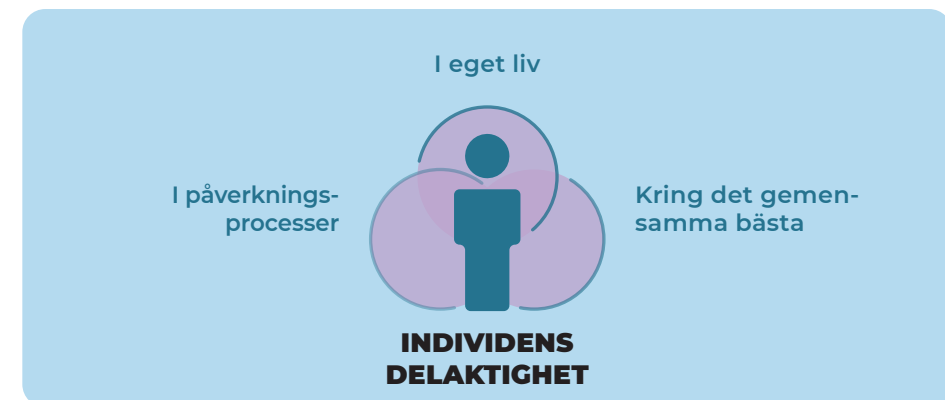 I eget liv
I påverknings-
processer
Kring det gemen-
samma bästa
INDIVIDENS
DELAKTIGHET